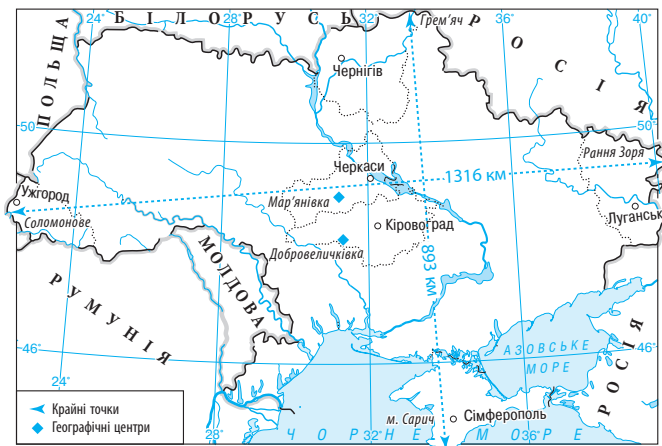 24°
БІЛОРУСЬ
28°
32°
Грем'яч
36°
40°
РОСІЯ
ПОЛЬЩА
Чернігів
50°
50°
Рання Зоря
Черкаси
1316 км
Ужгород
Мар'янівка
Луганськ
Соломонове
Кіровоград
893 км
Добровеличківка
МОЛДОВА
РУМУНІЯ
46°
АЗОВСЬКЕ
МОРЕ
46°
РОСІЯ
24°
Крайні точки
Географічні центри
м. Сарич
Сімферополь
28°
ЧОРНЕ
32°
МОРЕ
36°